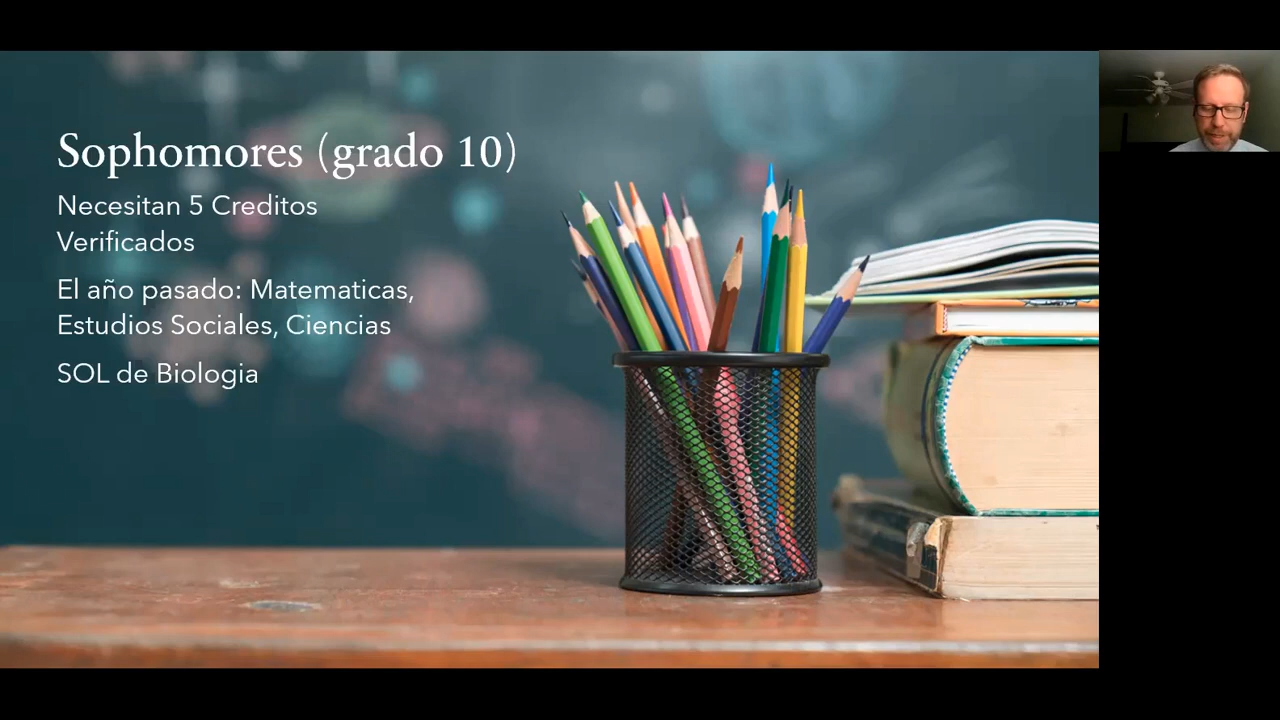 Sophomores (grado 10)
Necesitan 5 Creditos
Verificados
El año pasado: Matematicas,
Estudios Sociales, Ciencias
SOL de Biologia